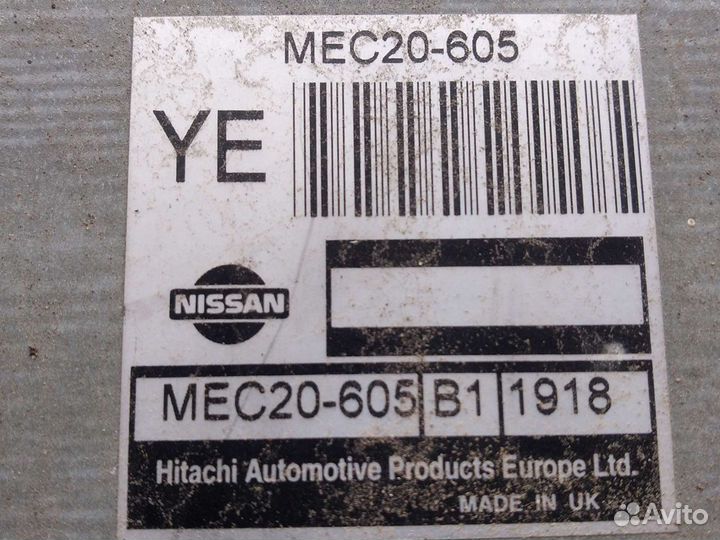 MEC20-605
YE
NISSAN
MEC20-605 B1 1918
Hitachi Automotive Products Europe Ltd.
MADE IN UK
Avito